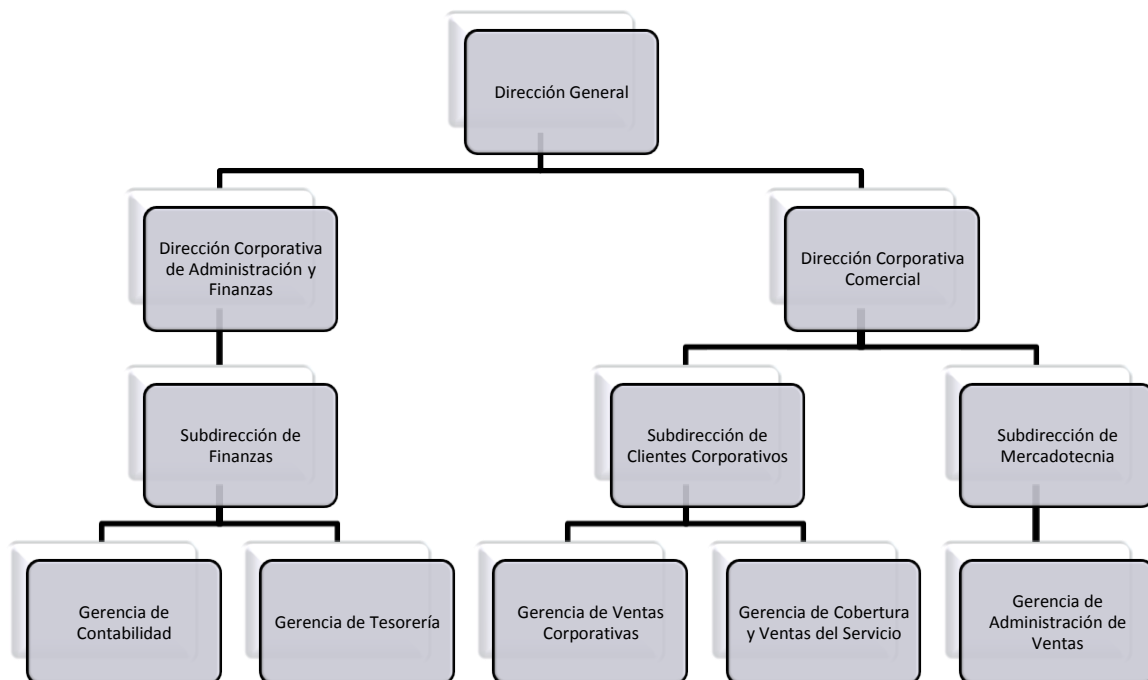 Dirección General
Dirección Corporativa
de Administración y
Finanzas
Dirección Corporativa
Comercial
Subdirección de
Finanzas
Subdirección de
Clientes Corporativos
Subdirección de
Mercadotecnia
Gerencia de
Contabilidad
Gerencia de Tesorería
Gerencia de Ventas
Corporativas
Gerencia de Cobertura
y Ventas del Servicio
Gerencia de
Administración de
Ventas